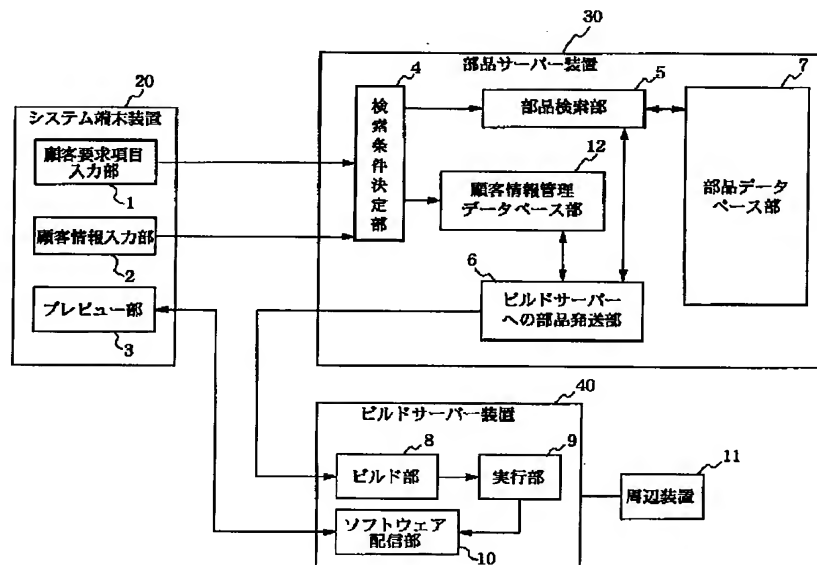 30
部品サーバー装置
20
システム端末装置
顧客要求項目
入力部
1
顧客情報入力部
2
プレビュー部
3
4
検索条件決定部
5
部品検索部
12
顧客情報管理
データベース部
6
ビルドサーバー
への部品発送部
7
部品データ
ベース部
40
ビルドサーバー装置
8
ビルド部
9
実行部
ソフトウェア
配信部
10
11
周辺装置